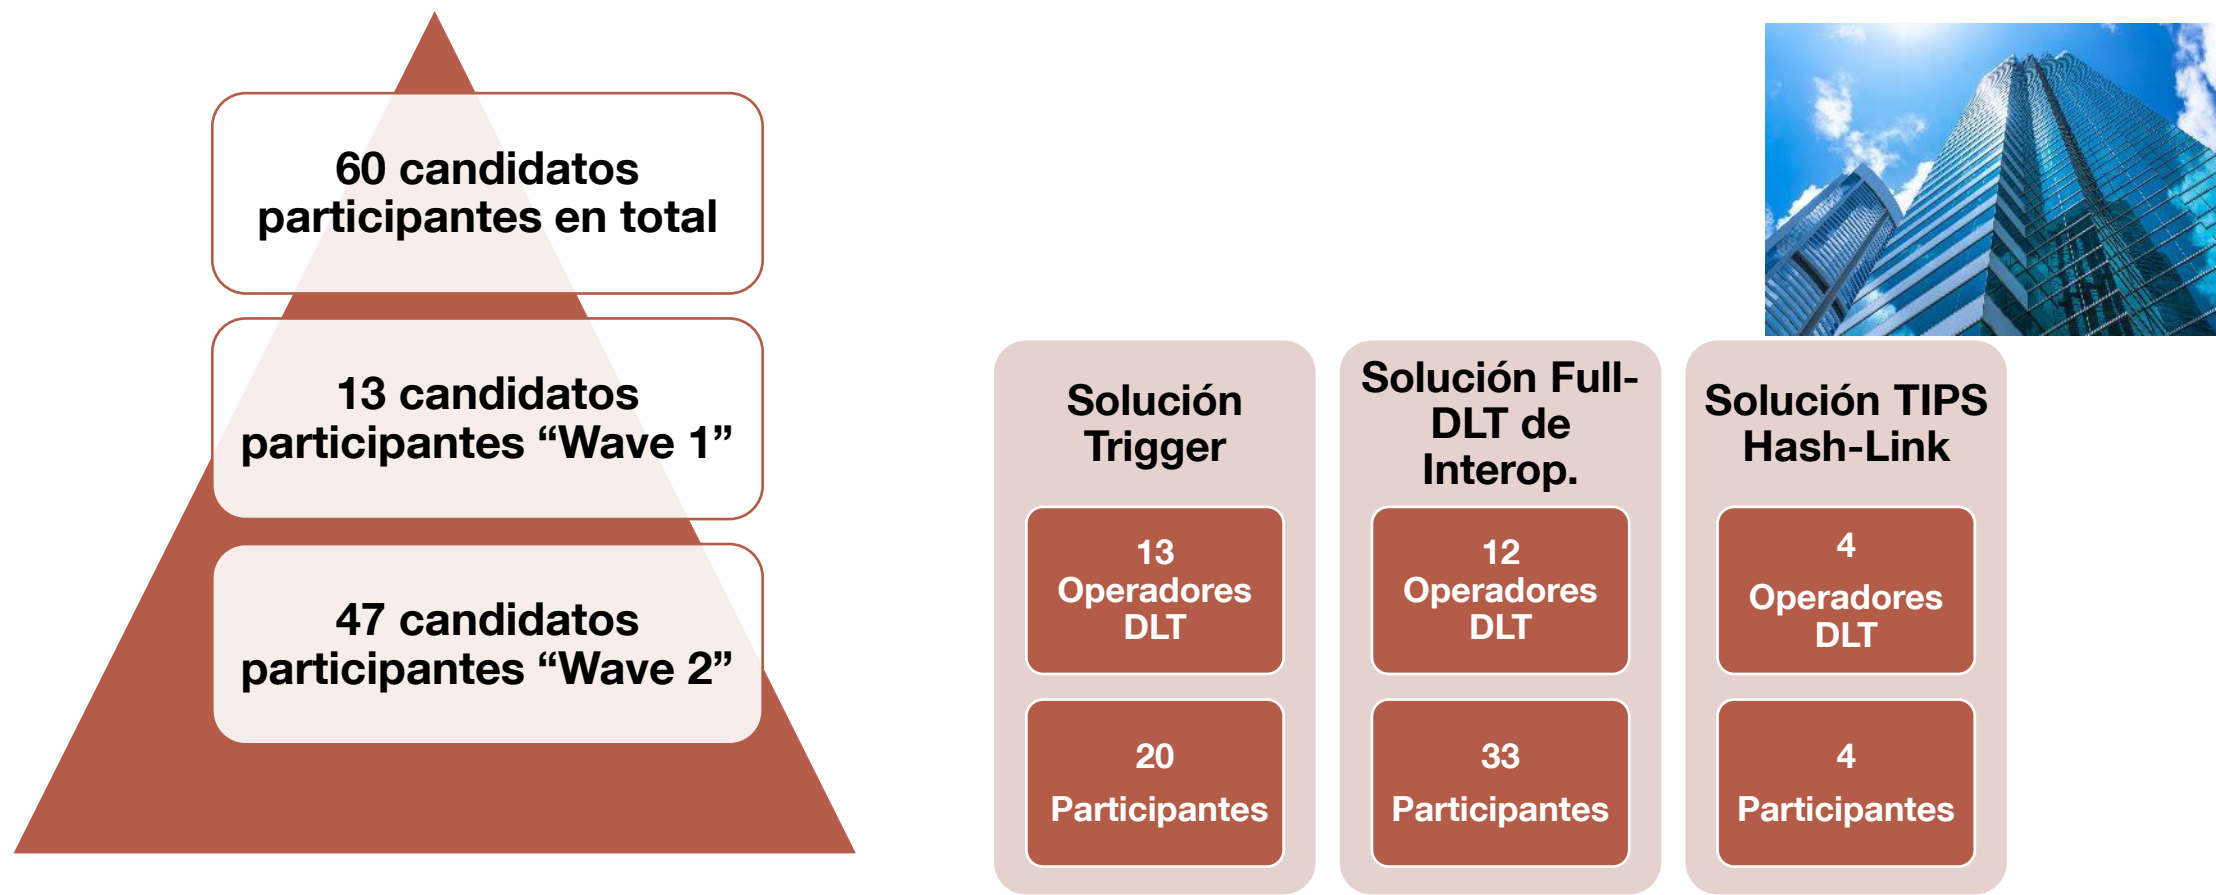 60 candidatos
participantes en total
13 candidatos
participantes “Wave 1”
47 candidatos
participantes “Wave 2”
Solución
Trigger
13
Operadores
DLT
20
Participantes
Solución Full-
DLT de
Interop.
12
Operadores
DLT
33
Participantes
Solución TIPS
Hash-Link
4
Operadores
DLT
4
Participantes